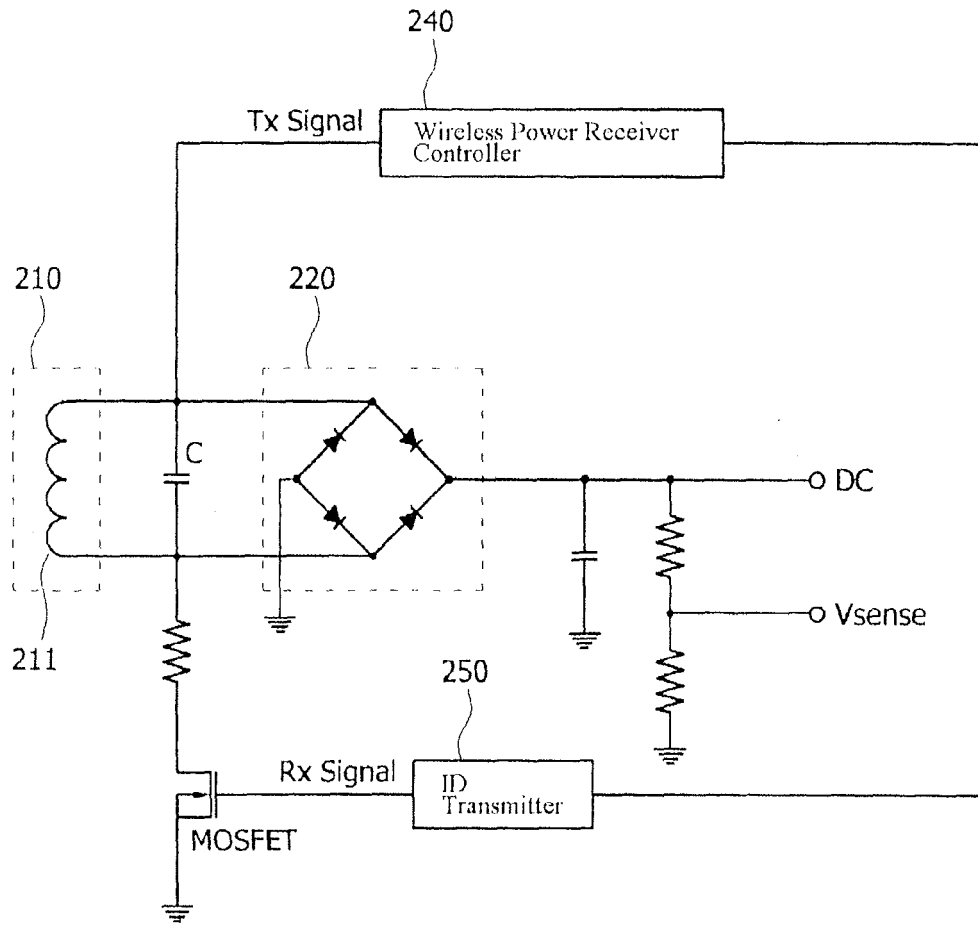 240
Tx Signal
Wireless Power Receiver
Controller
210
220
C
DC
Vsense
211
250
Rx Signal
ID
Transmitter
MOSFET